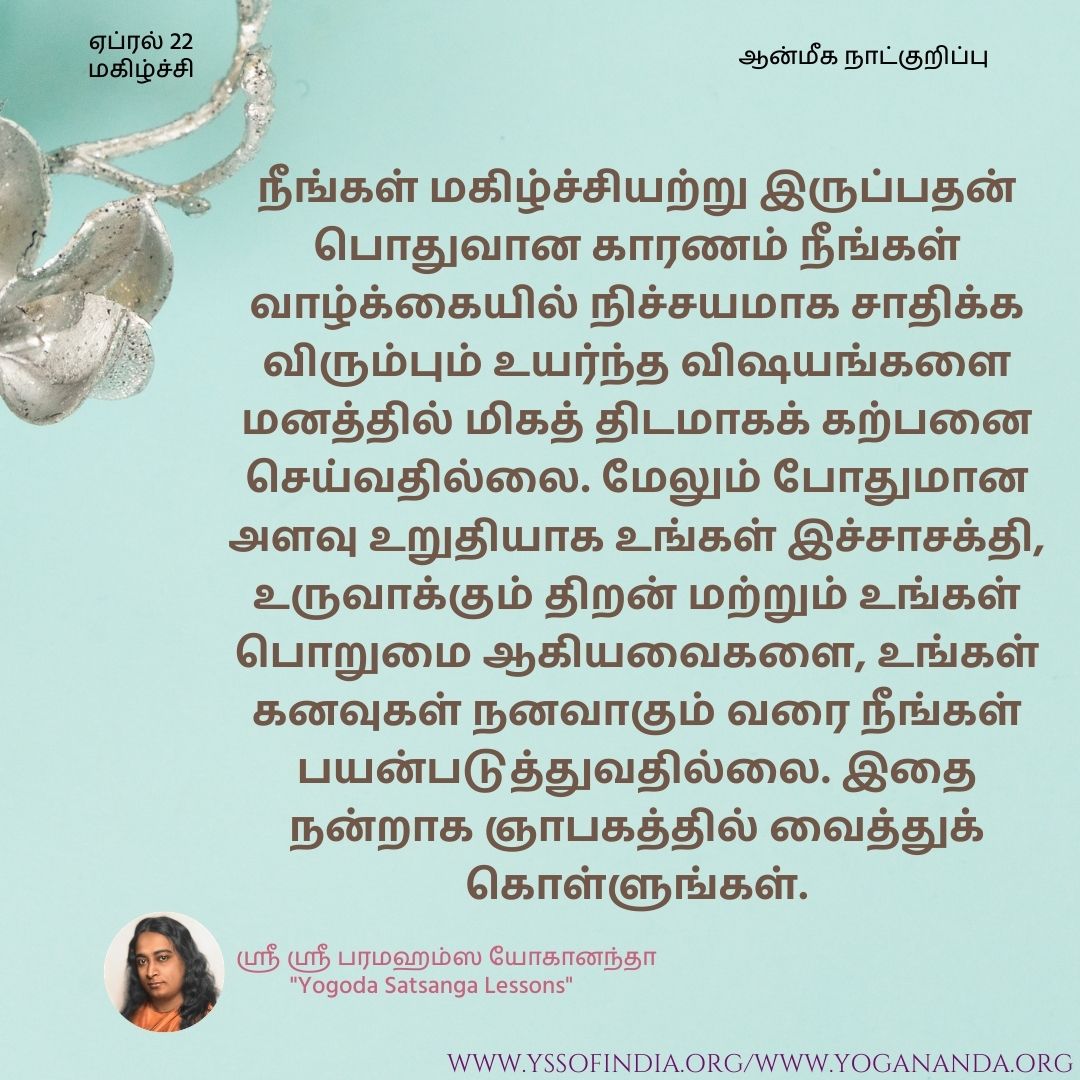 ஏப்ரல் 22
மகிழ்ச்சி
ஆன்மீக நாட்குறிப்பு
நீங்கள் மகிழ்ச்சியற்று இருப்பதன்
பொதுவான காரணம் நீங்கள்
வாழ்க்கையில் நிச்சயமாக சாதிக்க
விரும்பும் உயர்ந்த விஷயங்களை
மனத்தில் மிகத் திடமாகக் கற்பனை
செய்வதில்லை. மேலும் போதுமான
அளவு உறுதியாக உங்கள் இச்சாசக்தி,
உருவாக்கும் திறன் மற்றும் உங்கள்
பொறுமை ஆகியவைகளை, உங்கள்
கனவுகள் நனவாகும் வரை நீங்கள்
பயன்படுத்துவதில்லை. இதை
நன்றாக ஞாபகத்தில் வைத்துக்
கொள்ளுங்கள்.
ஸ்ரீ ஸ்ரீ பரமஹம்ஸ யோகானந்தா
"Yogoda Satsanga Lessons"
WWW.YSSOFINDIA.ORG/WWW.YOGANANDA.ORG